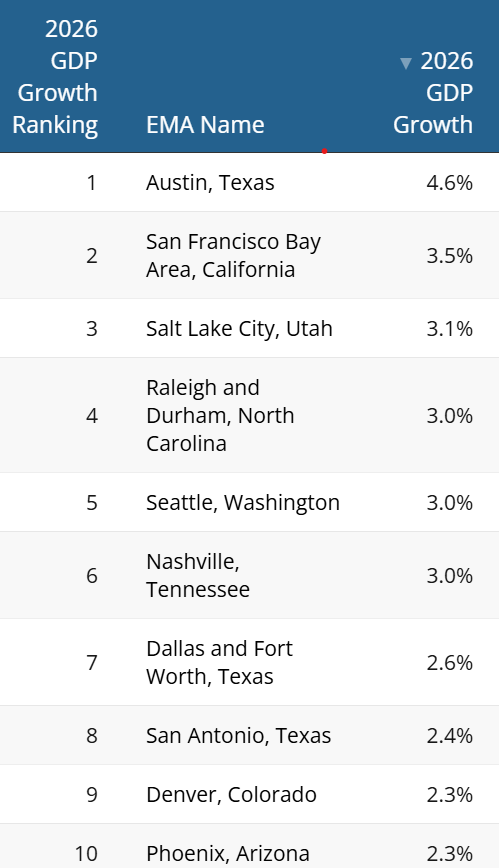 2026
GDP
Growth
Ranking
EMA Name
▼ 2026
GDP
Growth
1 Austin, Texas 4.6%
2 San Francisco Bay
Area, California 3.5%
3 Salt Lake City, Utah 3.1%
4 Raleigh and
Durham, North
Carolina 3.0%
5 Seattle, Washington 3.0%
6 Nashville,
Tennessee 3.0%
7 Dallas and Fort
Worth, Texas 2.6%
8 San Antonio, Texas 2.4%
9 Denver, Colorado 2.3%
10 Phoenix, Arizona 2.3%